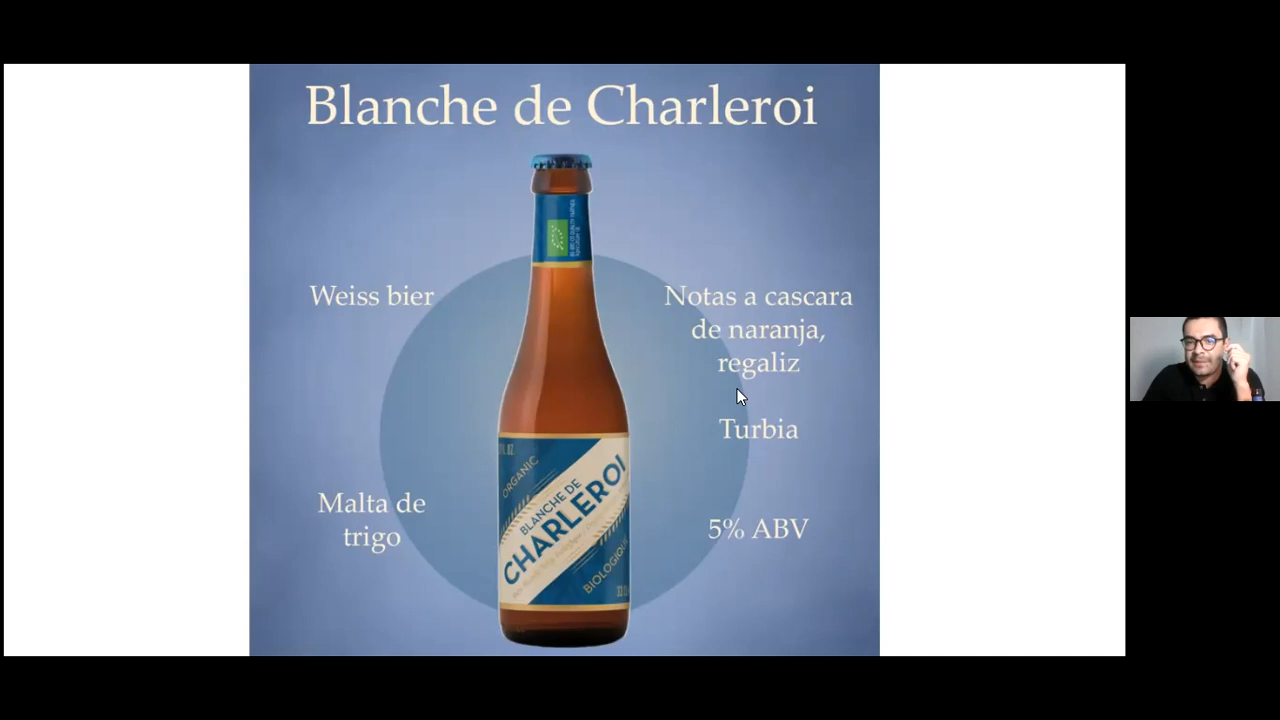 Blanche de Charleroi
Weiss bier
Notas a cascara
de naranja,
regaliz
Turbia
Malta de
trigo
5% ABV
ORGANIC
BLANCHE DE
CHARLEROI
BIOLOGIQUE